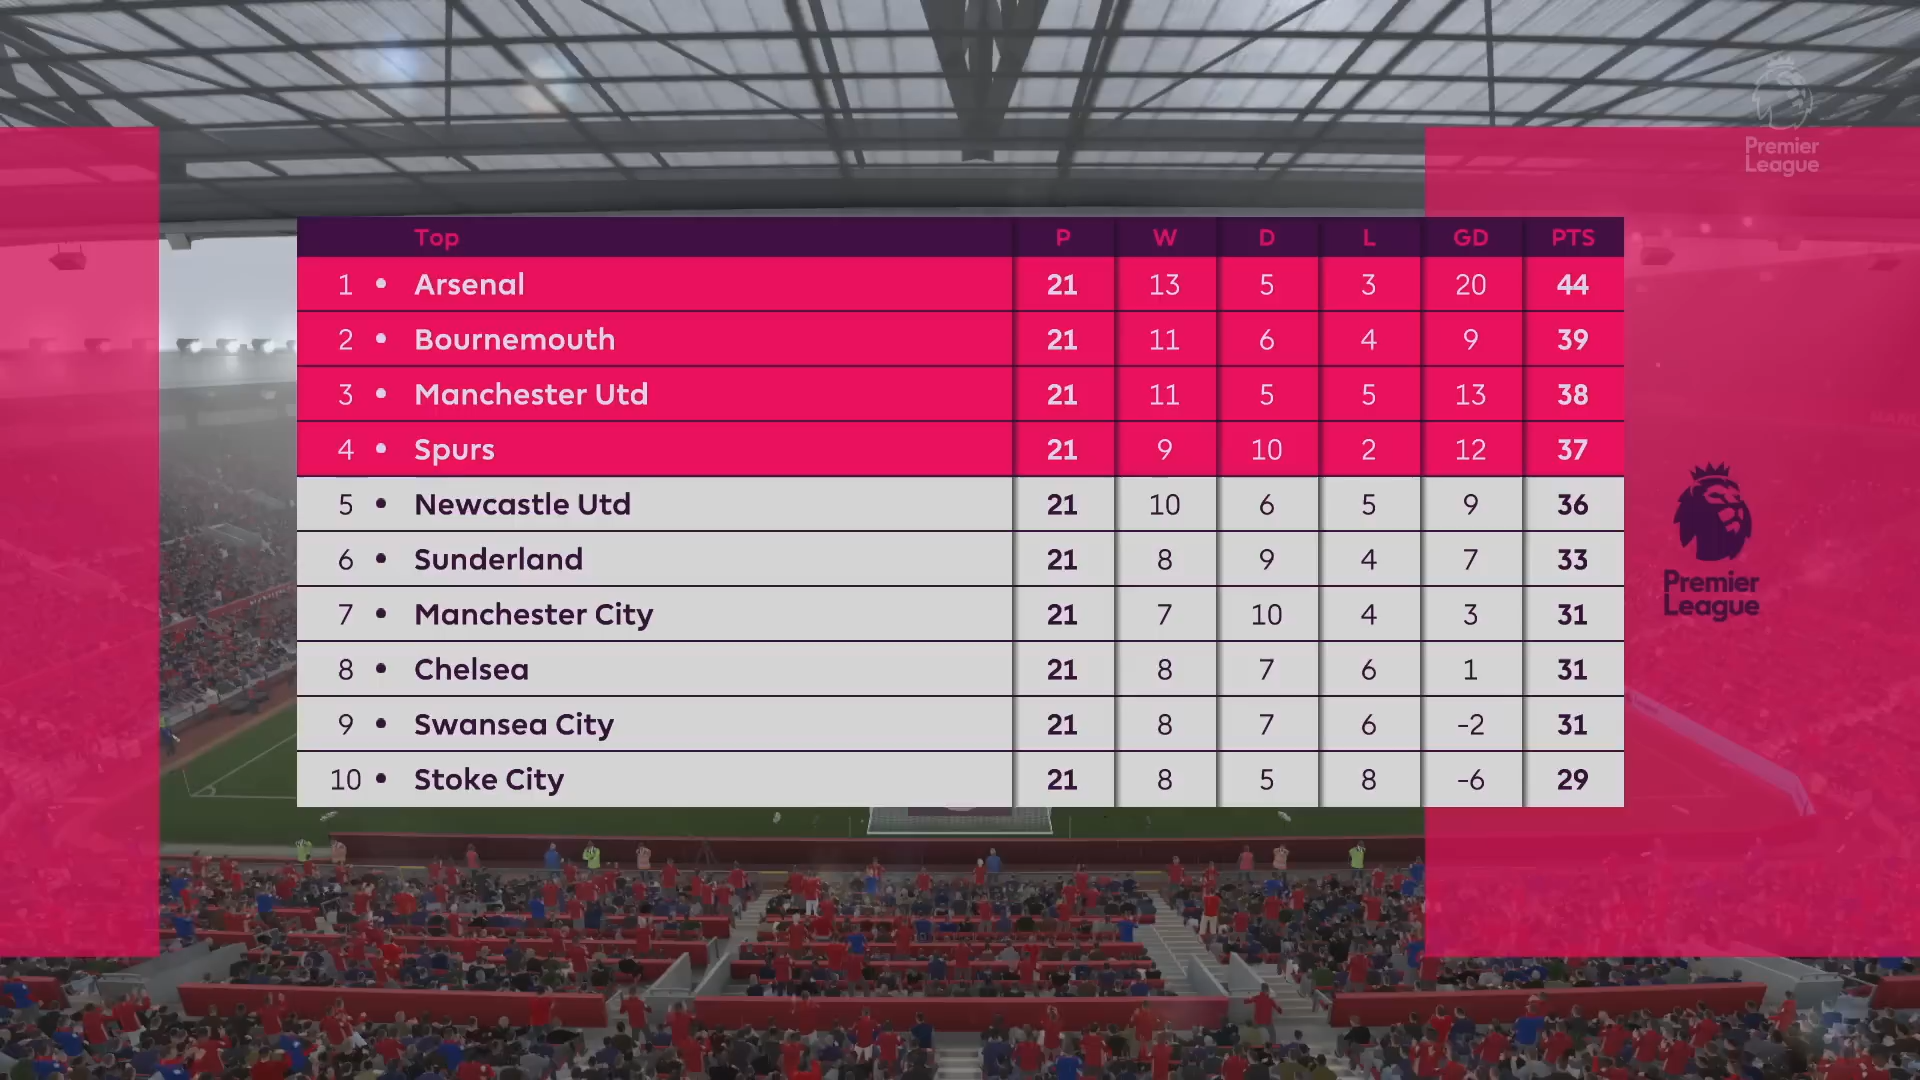 Premier
League
Top P W D L GD PTS
1 • Arsenal 21 13 5 3 20 44
2 • Bournemouth 21 11 6 4 9 39
3 • Manchester Utd 21 11 5 5 13 38
4 • Spurs 21 9 10 2 12 37
5 • Newcastle Utd 21 10 6 5 9 36
6 • Sunderland 21 8 9 4 7 33
7 • Manchester City 21 7 10 4 3 31
8 • Chelsea 21 8 7 6 1 31
9 • Swansea City 21 8 7 6 -2 31
10 • Stoke City 21 8 5 8 -6 29
Premier
League